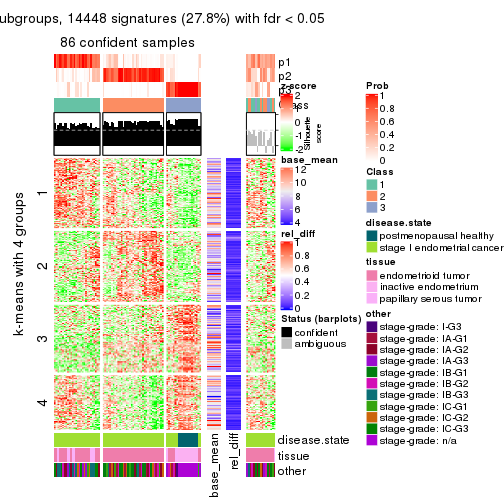 ubgroups, 14448 signatures (27.8%) with fdr < 0.05
86 confident samples
p1
p2
p3
Class
Silhouette
score
k-means with 4 groups
1
2
3
4
z-score
2
1
0
-1
-2
base_mean
12
10
8
6
4
rel_diff
1
0.8
0.6
0.4
0.2
0
Status (barplots)
confident
ambiguous
disease.state
tissue
other
base_mean
rel_diff
Prob
1
0.8
0.6
0.4
0.2
0
Class
1
2
3
disease.state
postmenopausal healthy
stage I endometrial cancer
tissue
endometrioid tumor
inactive endometrium
papillary serous tumor
other
stage-grade: I-G3
stage-grade: IA-G1
stage-grade: IA-G2
stage-grade: IA-G3
stage-grade: IB-G1
stage-grade: IB-G2
stage-grade: IB-G3
stage-grade: IC-G1
stage-grade: IC-G2
stage-grade: IC-G3
stage-grade: n/a